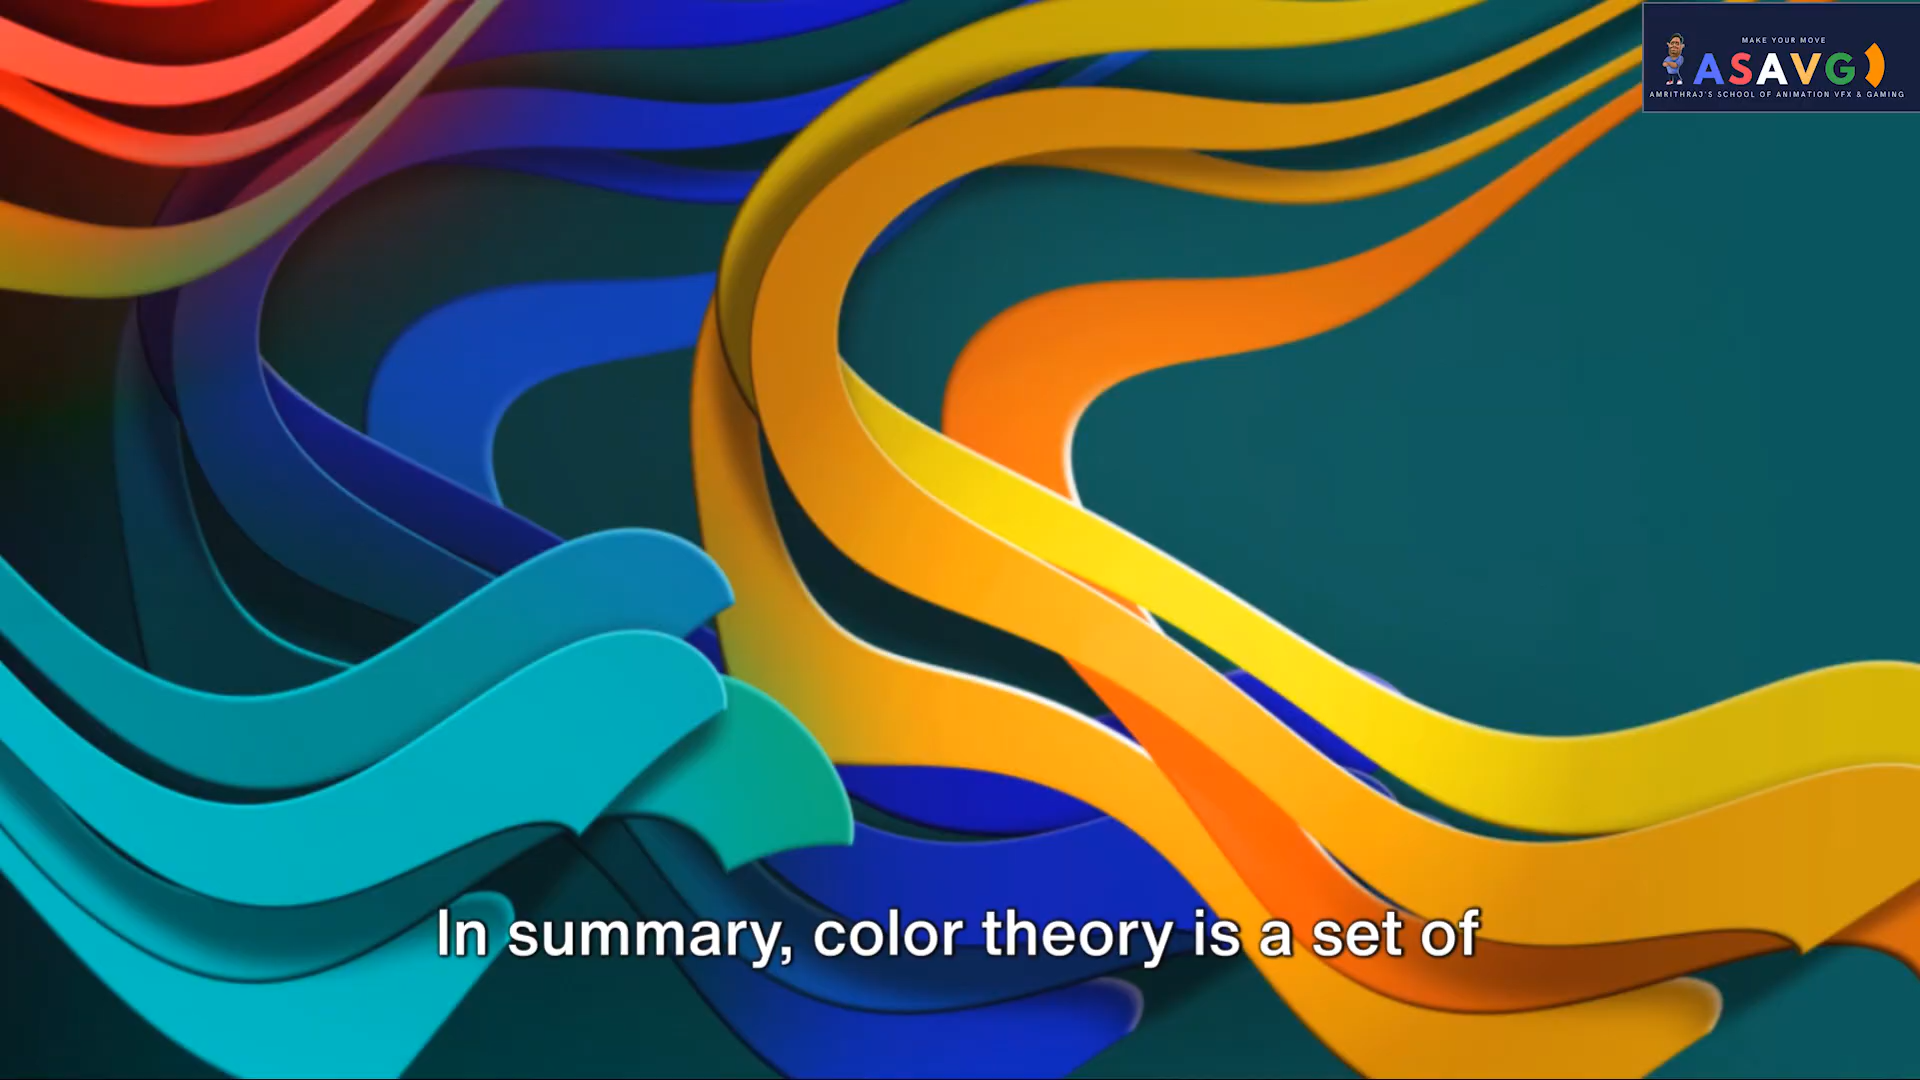 MAKE YOUR MOVE
ASAVG
AMRITHRAJ'S SCHOOL OF ANIMATION VFX & GAMING
In summary, color theory is a set of